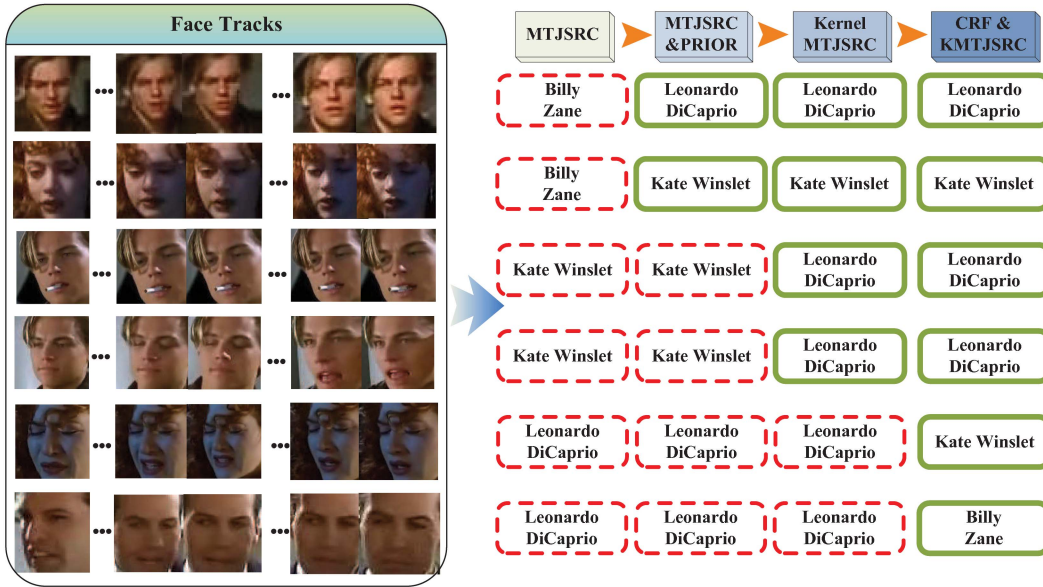 Face Tracks
MTJSRC
MTJSRC
&PRIOR
Kernel
MTJSRC
CRF &
KMTJSRC
Billy
Zane
Leonardo
DiCaprio
Leonardo
DiCaprio
Leonardo
DiCaprio
Billy
Zane
Kate Winslet
Kate Winslet
Kate Winslet
Kate Winslet
Kate Winslet
Leonardo
DiCaprio
Leonardo
DiCaprio
Kate Winslet
Kate Winslet
Leonardo
DiCaprio
Leonardo
DiCaprio
Leonardo
DiCaprio
Leonardo
DiCaprio
Leonardo
DiCaprio
Kate Winslet
Leonardo
DiCaprio
Leonardo
DiCaprio
Leonardo
DiCaprio
Billy
Zane